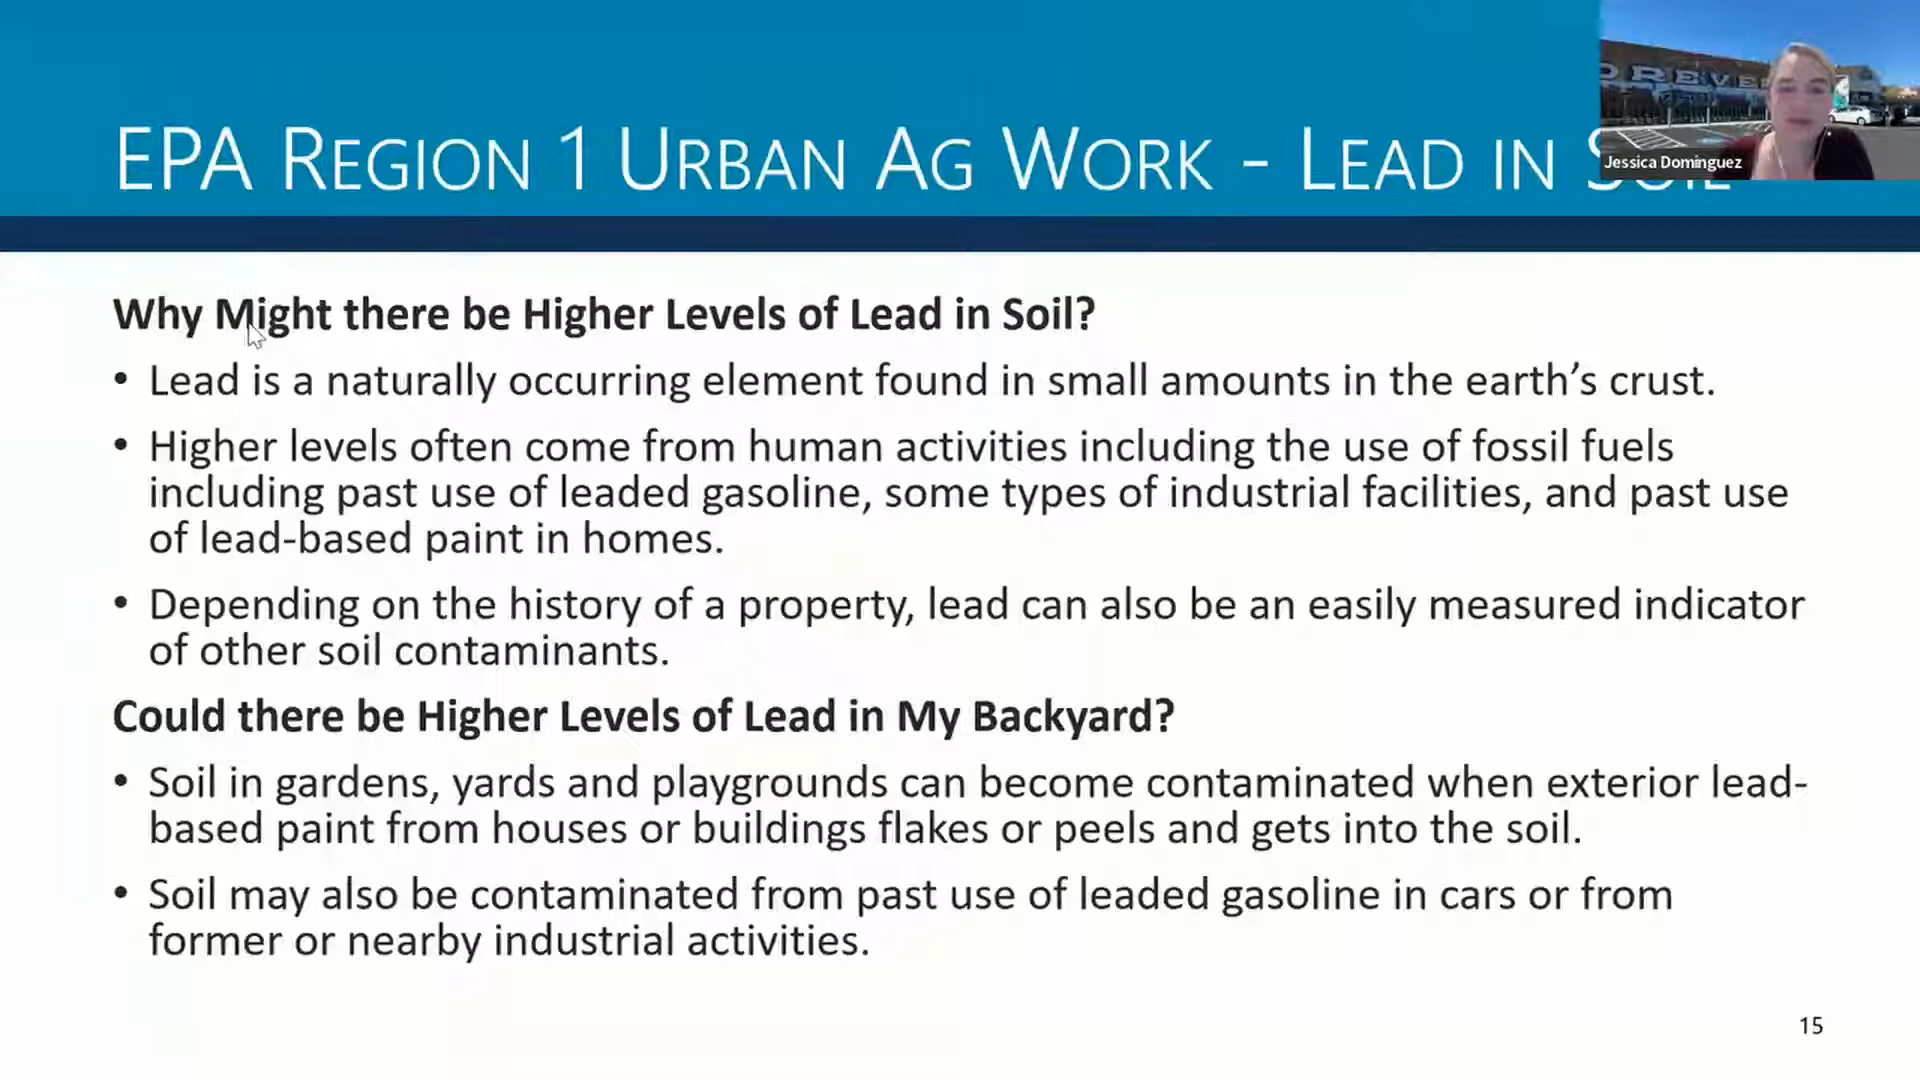 EPA REGION 1 URBAN AG WORK - LEAD IN SOIL
OREVE
Jessica Dominguez
Why Might there be Higher Levels of Lead in Soil?
• Lead is a naturally occurring element found in small amounts in the earth’s crust.
• Higher levels often come from human activities including the use of fossil fuels
including past use of leaded gasoline, some types of industrial facilities, and past use
of lead-based paint in homes.
• Depending on the history of a property, lead can also be an easily measured indicator
of other soil contaminants.
Could there be Higher Levels of Lead in My Backyard?
• Soil in gardens, yards and playgrounds can become contaminated when exterior lead-
based paint from houses or buildings flakes or peels and gets into the soil.
• Soil may also be contaminated from past use of leaded gasoline in cars or from
former or nearby industrial activities.
15